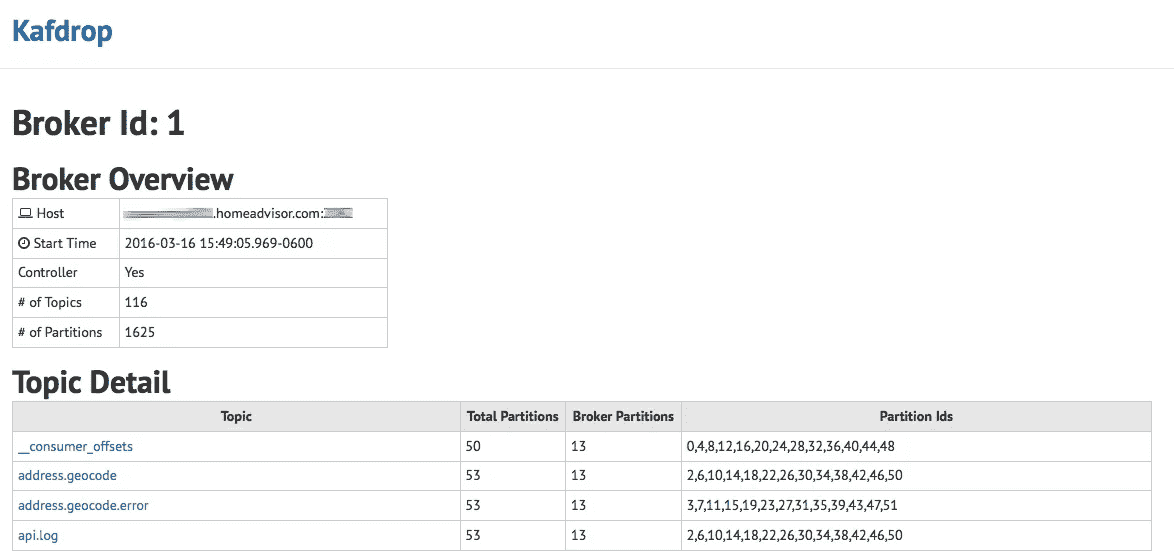 Kafdrop
Broker Id: 1
Broker Overview
Host .homeadvisor.com:
Start Time 2016-03-16 15:49:05.969-0600
Controller Yes
# of Topics 116
# of Partitions 1625
Topic Detail
Topic Total Partitions Broker Partitions Partition Ids
__consumer_offsets 50 13 0,4,8,12,16,20,24,28,32,36,40,44,48
address.geocode 53 13 2,6,10,14,18,22,26,30,34,38,42,46,50
address.geocode.error 53 13 3,7,11,15,19,23,27,31,35,39,43,47,51
api.log 53 13 2,6,10,14,18,22,26,30,34,38,42,46,50